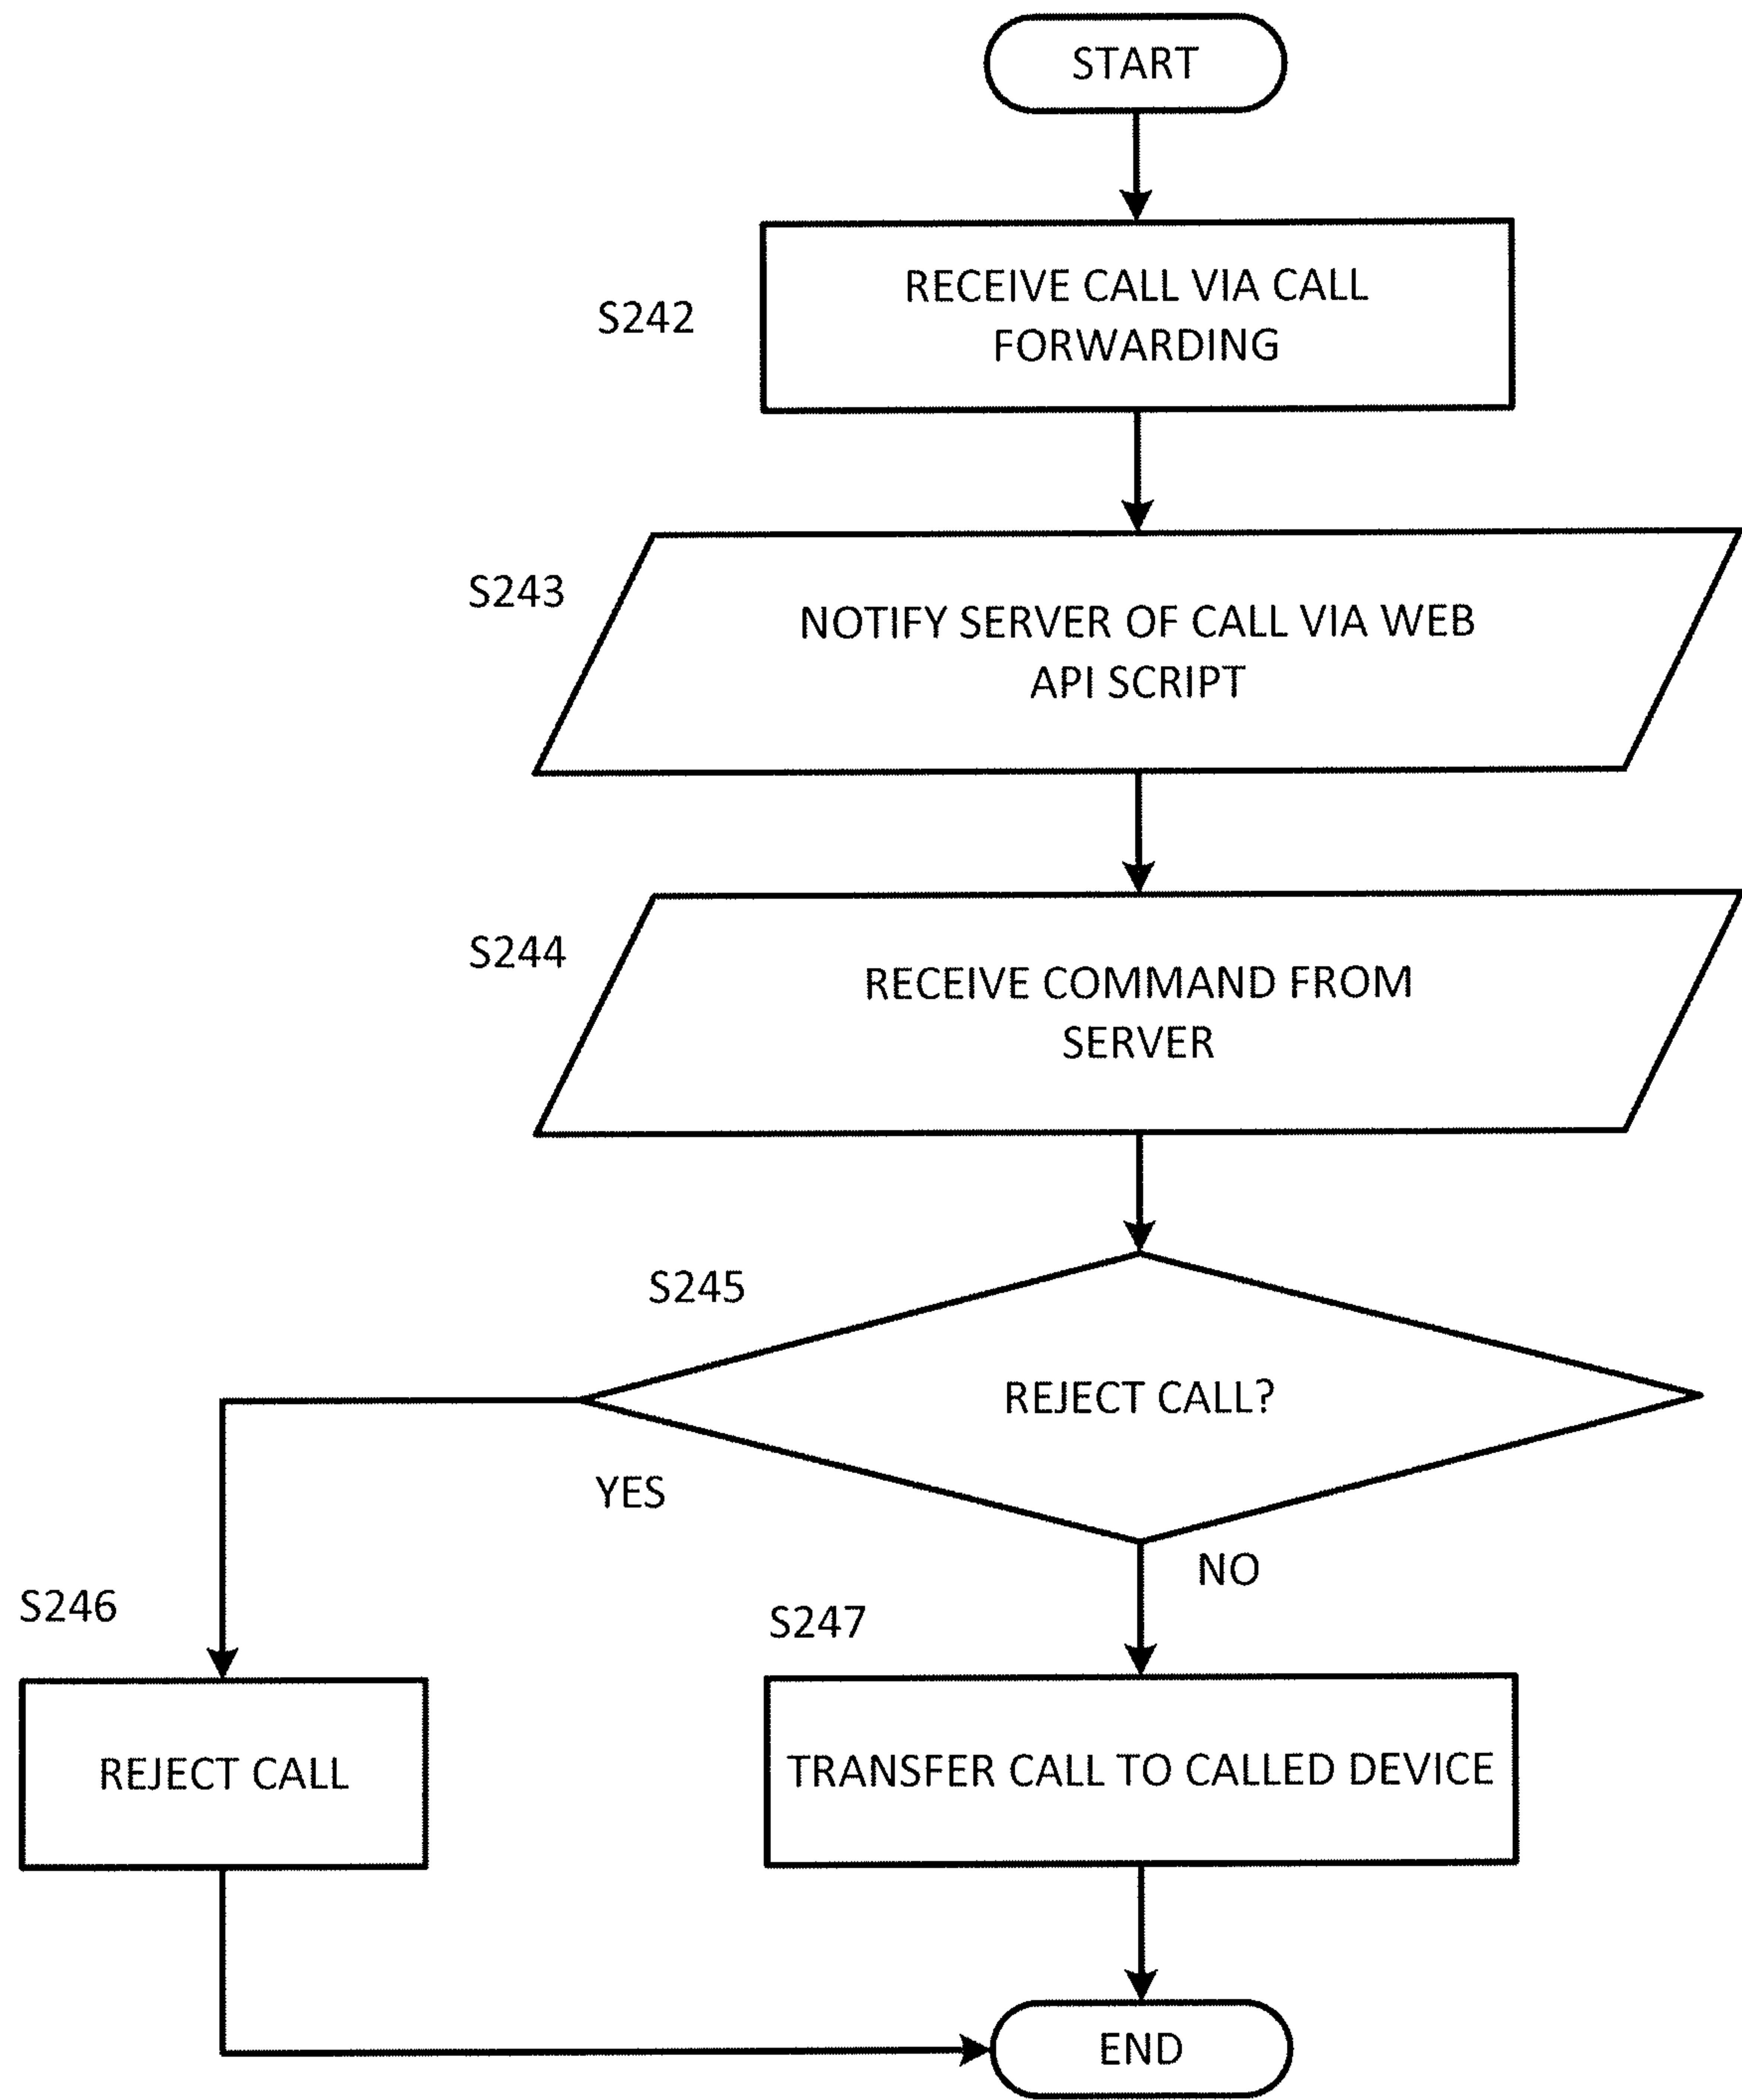 START
S242
RECEIVE CALL VIA CALL
FORWARDING
S243
NOTIFY SERVER OF CALL VIA WEB
API SCRIPT
S244
RECEIVE COMMAND FROM
SERVER
S245
REJECT CALL?
YES
NO
S246
REJECT CALL
S247
TRANSFER CALL TO CALLED DEVICE
END